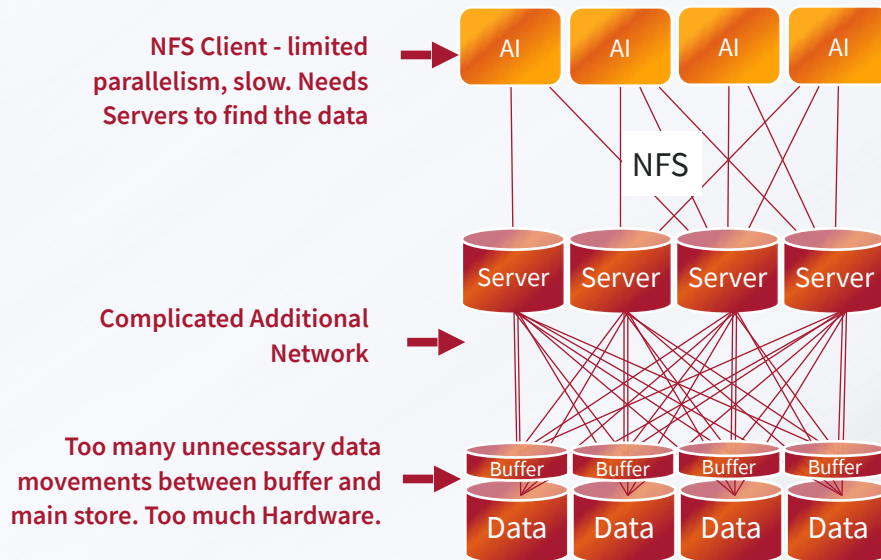 NFS Client - limited
parallelism, slow. Needs
Servers to find the data
AI AI AI AI
NFS
Server Server Server Server
Complicated Additional
Network
Too many unnecessary data
movements between buffer and
main store. Too much Hardware.
Buffer Buffer Buffer Buffer
Data Data Data Data